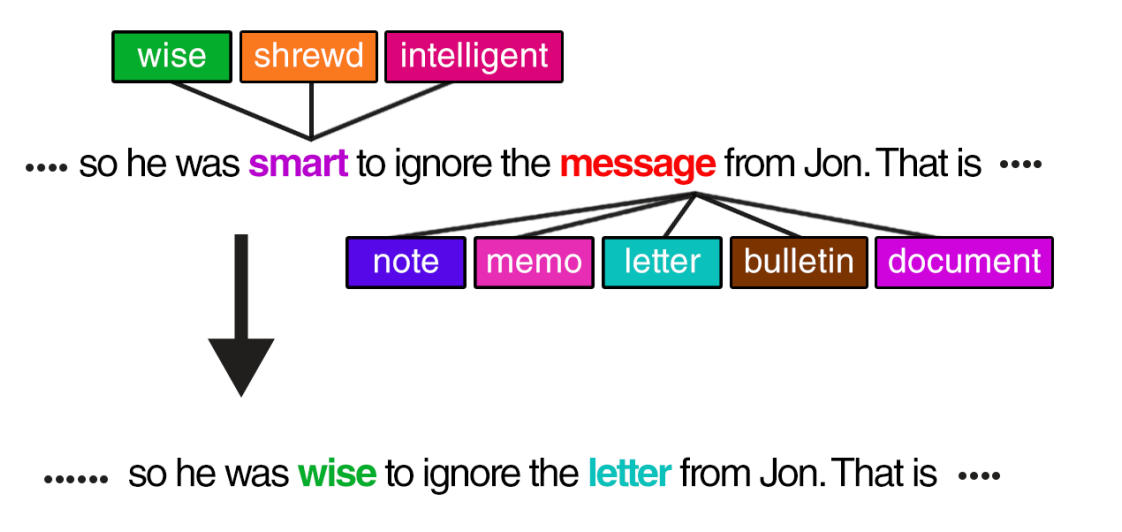 wise shrewd intelligent
···· so he was smart to ignore the message from Jon. That is ····
note memo letter bulletin document
······ so he was wise to ignore the letter from Jon. That is ····